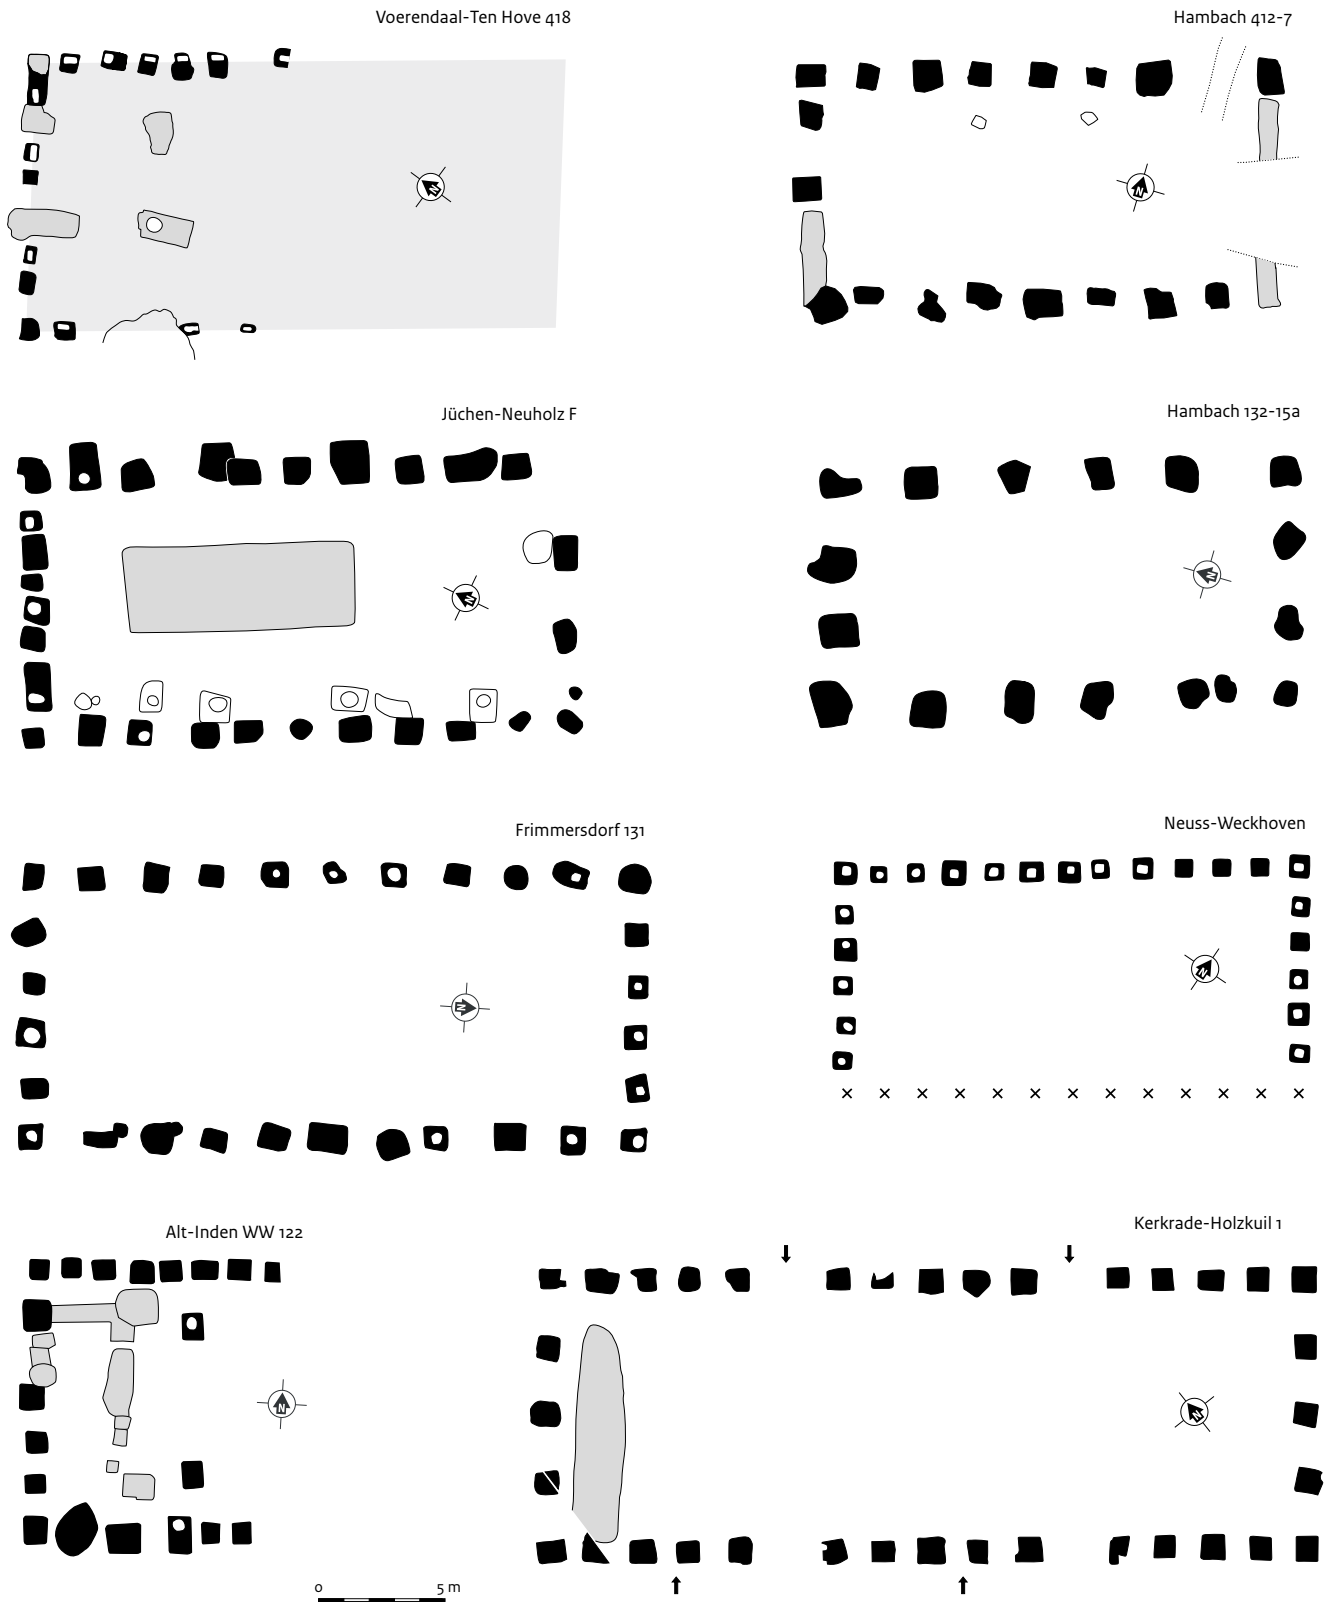 Voerendaal-Ten Hove 418
Hambach 412-7
N
N
Jüchen-Neuholz F
Hambach 132-15a
N
N
Frimmersdorf 131
Neuss-Weckhoven
N
N
Alt-Inden WW 122
Kerkrade-Holzkuil 1
N
N
0 5 m